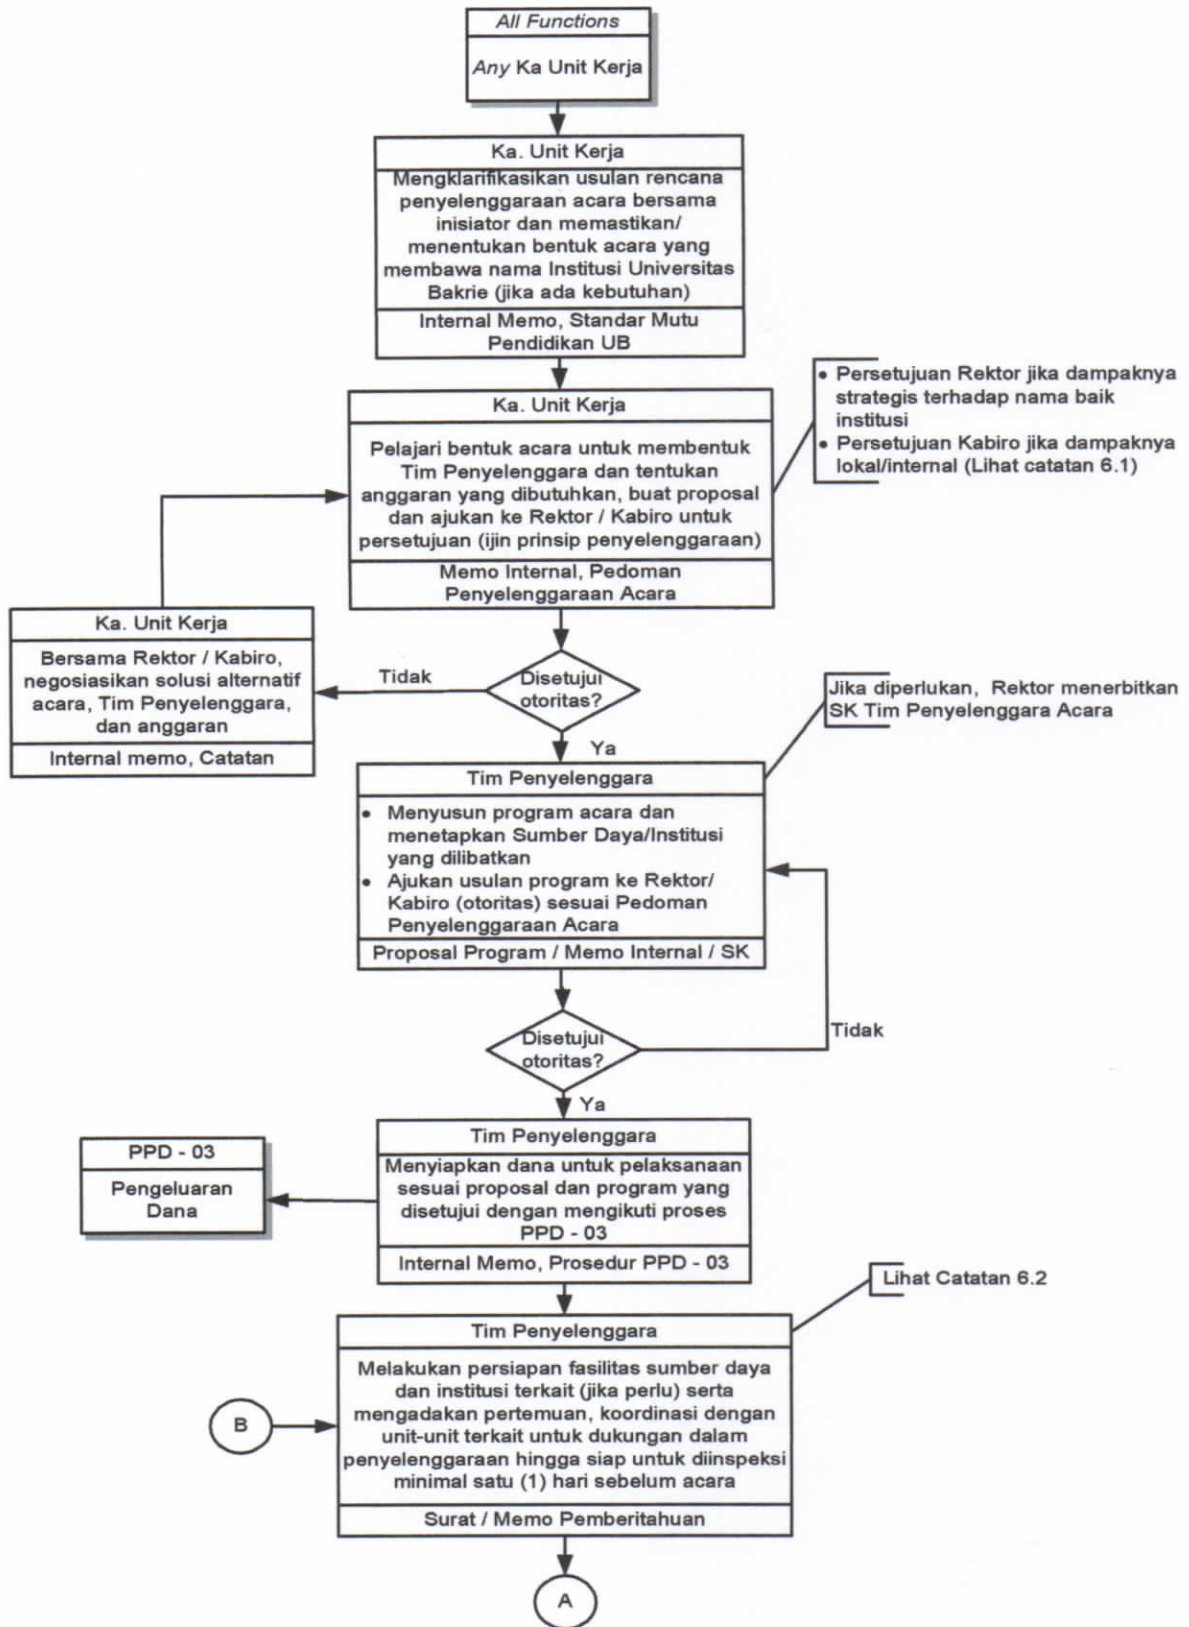 All Functions
Any Ka Unit Kerja
Ka. Unit Kerja
Mengklarifikasikan usulan rencana
penyelenggaraan acara bersama
inisiator dan memastikan/
menentukan bentuk acara yang
membawa nama Institusi Universitas
Bakrie (jika ada kebutuhan)
Internal Memo, Standar Mutu
Pendidikan UB
Ka. Unit Kerja
Pelajari bentuk acara untuk membentuk
Tim Penyelenggara dan tentukan
anggaran yang dibutuhkan, buat proposal
dan ajukan ke Rektor / Kabiro untuk
persetujuan (ijin prinsip penyelenggaraan)
Memo Internal, Pedoman
Penyelenggaraan Acara
• Persetujuan Rektor jika dampaknya
strategis terhadap nama baik
institusi
• Persetujuan Kabiro jika dampaknya
lokal/internal (Lihat catatan 6.1)
Disetujui
otoritas?
Tidak
Ka. Unit Kerja
Bersama Rektor / Kabiro,
negosiasikan solusi alternatif
acara, Tim Penyelenggara,
dan anggaran
Internal memo, Catatan
Ya
Tim Penyelenggara
• Menyusun program acara dan
menetapkan Sumber Daya/Institusi
yang dilibatkan
• Ajukan usulan program ke Rektor/
Kabiro (otoritas) sesuai Pedoman
Penyelenggaraan Acara
Proposal Program / Memo Internal / SK
Jika diperlukan, Rektor menerbitkan
SK Tim Penyelenggara Acara
Disetujui
otoritas?
Tidak
Ya
Tim Penyelenggara
Menyiapkan dana untuk pelaksanaan
sesuai proposal dan program yang
disetujui dengan mengikuti proses
PPD - 03
Internal Memo, Prosedur PPD - 03
PPD - 03
Pengeluaran
Dana
Tim Penyelenggara
Melakukan persiapan fasilitas sumber daya
dan institusi terkait (jika perlu) serta
mengadakan pertemuan, koordinasi dengan
unit-unit terkait untuk dukungan dalam
penyelenggaraan hingga siap untuk diinspeksi
minimal satu (1) hari sebelum acara
Surat / Memo Pemberitahuan
Lihat Catatan 6.2
B
A